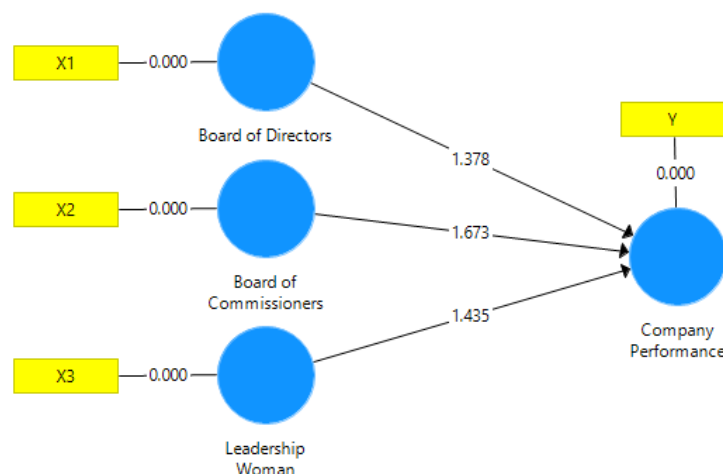 X1
0.000
Board of Directors
Y
1.378
0.000
X2
0.000
1.673
Board of
Commissioners
1.435
Company
Performance
X3
0.000
Leadership
Woman